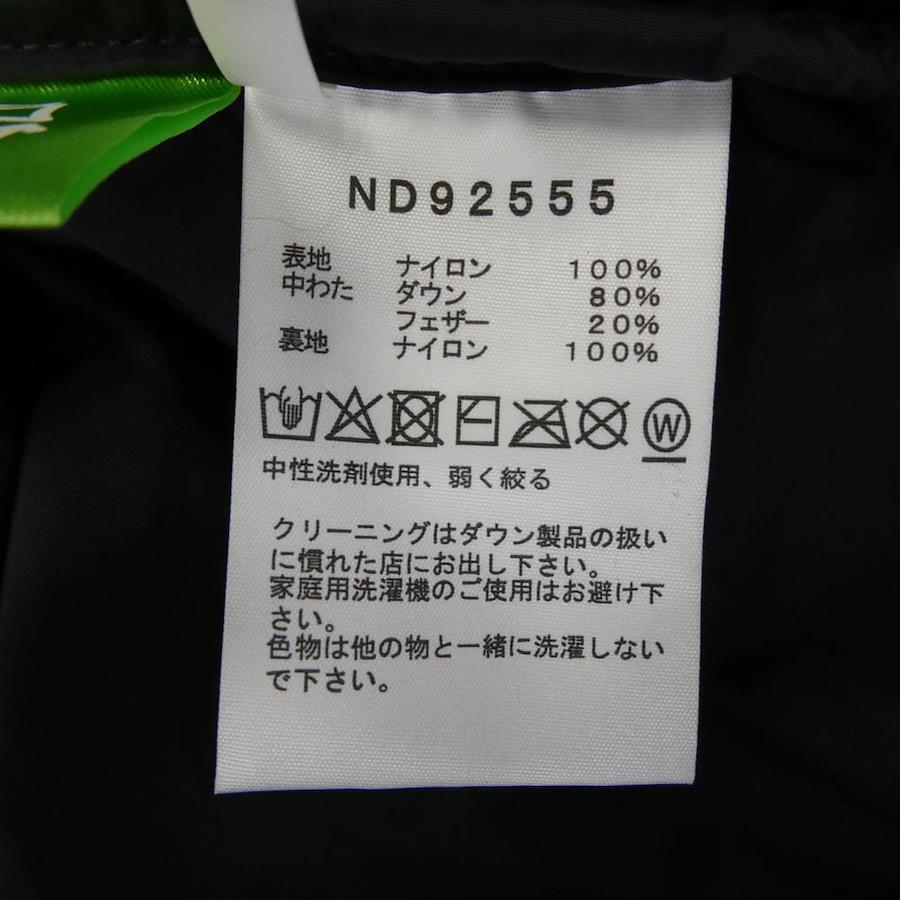 ND92555
表地 ナイロン 100%
中わた ダウン 80%
フェザー 20%
裏地 ナイロン 100%
W
中性洗剤使用、弱く絞る
クリーニングはダウン製品の扱い
に慣れた店にお出し下さい。
家庭用洗濯機のご使用はお避け下
さい。
色物は他の物と一緒に洗濯しない
で下さい。